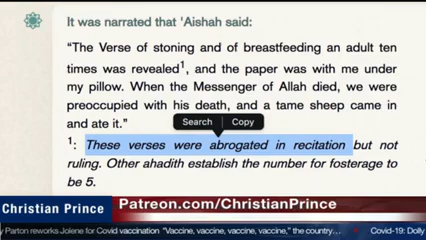 It was narrated that 'Aishah said:
“The Verse of stoning and of breastfeeding an adult ten
times was revealed¹, and the paper was with me under
my pillow. When the Messenger of Allah died, we were
preoccupied with his death, and a tame sheep came in
and ate it.”
Search Copy
¹: These verses were abrogated in recitation but not
ruling. Other ahadith establish the number for fosterage to
be 5.
Christian Prince
Patreon.com/ChristianPrince
y Parton reworks Jolene for Covid vaccination "Vaccine, vaccine, vaccine, vaccine," the country…
Covid-19: Dolly